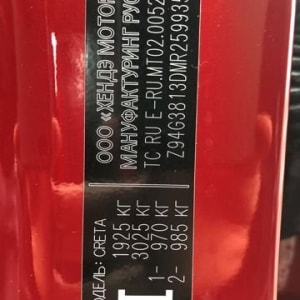 ООО «ХЕНДЭ МОТОР
МАНУФАКТУРИНГ РУС
TC RU E-RU.MT02.0052
Z94G3813DMR259993
1925 КГ
3025 КГ
1- 970 КГ
2- 985 КГ
ДЕЛЬ: CRETA